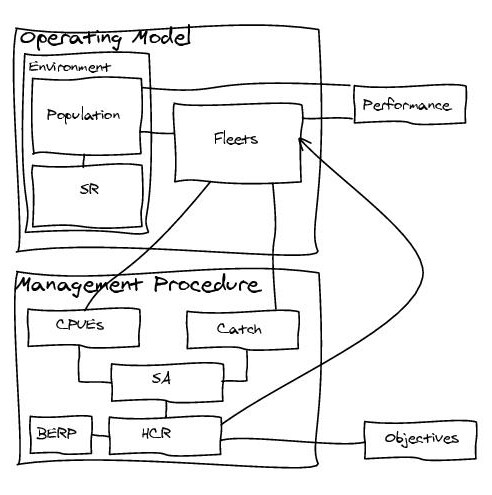 Operating Model
Environment
Population
Performance
Fleets
SR
Management Procedure
CPUEs
Catch
SA
BERP
HCR
Objectives